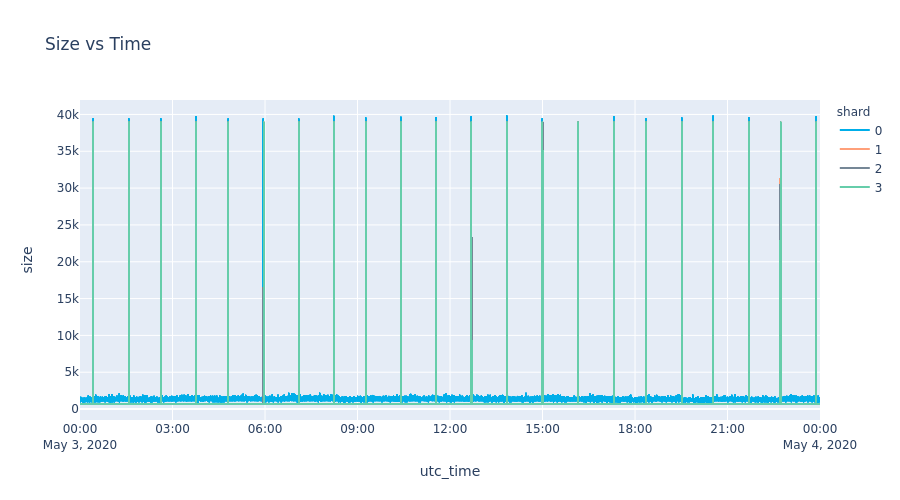 Size vs Time
shard
0
1
2
3
size
40k
35k
30k
25k
20k
15k
10k
5k
0
00:00 03:00 06:00 09:00 12:00 15:00 18:00 21:00 00:00
May 3, 2020 May 4, 2020
utc_time